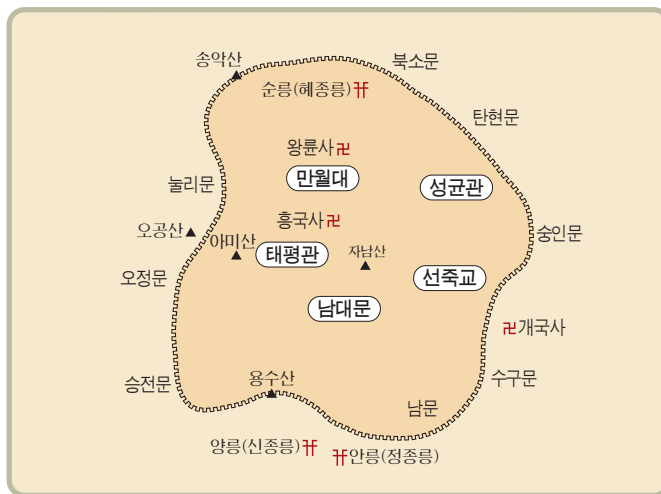 송악산
북소문
순릉(혜종릉)
탄현문
왕륜사
만월대
성균관
눌리문
흥국사
오공산
아미산
태평관
자남산
숭인문
오정문
선죽교
남대문
개국사
승전문
용수산
수구문
남문
양릉(신종릉)
안릉(정종릉)